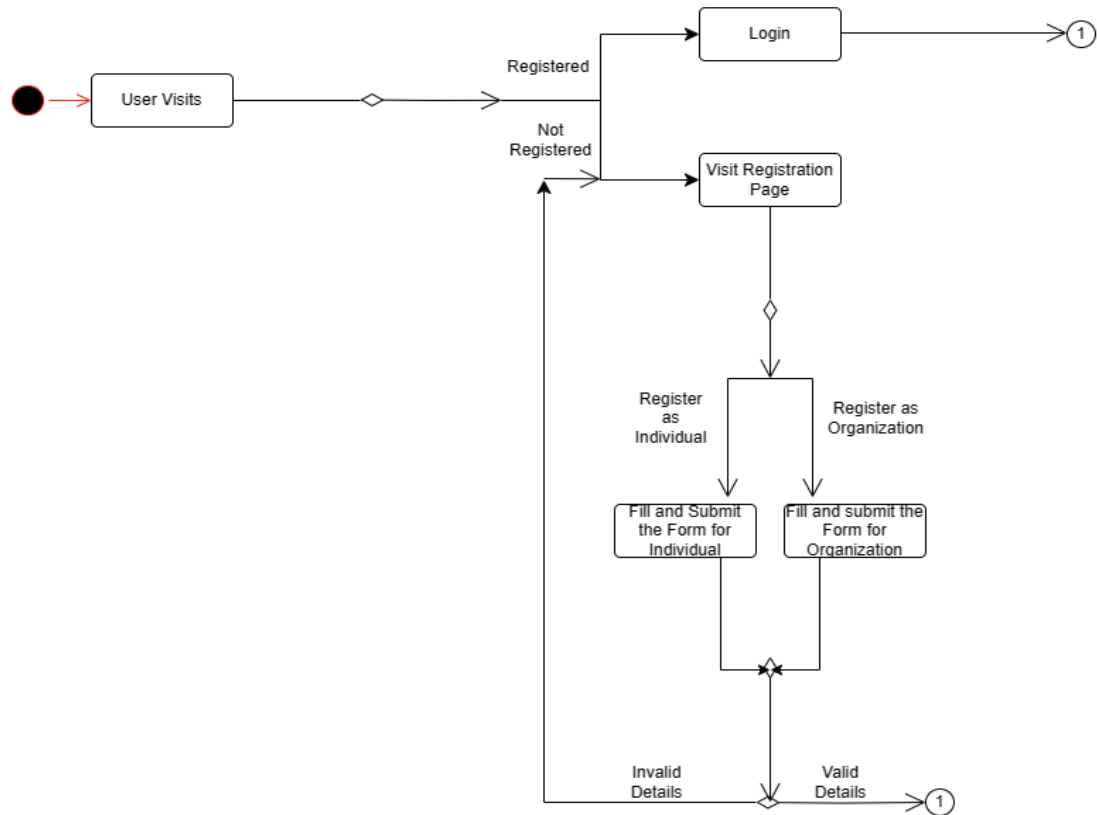 Login
1
Registered
User Visits
Not
Registered
Visit Registration
Page
Register
as
Individual
Register as
Organization
Fill and Submit
the Form for
Individual
Fill and submit the
Form for
Organization
Invalid
Details
Valid
Details
1